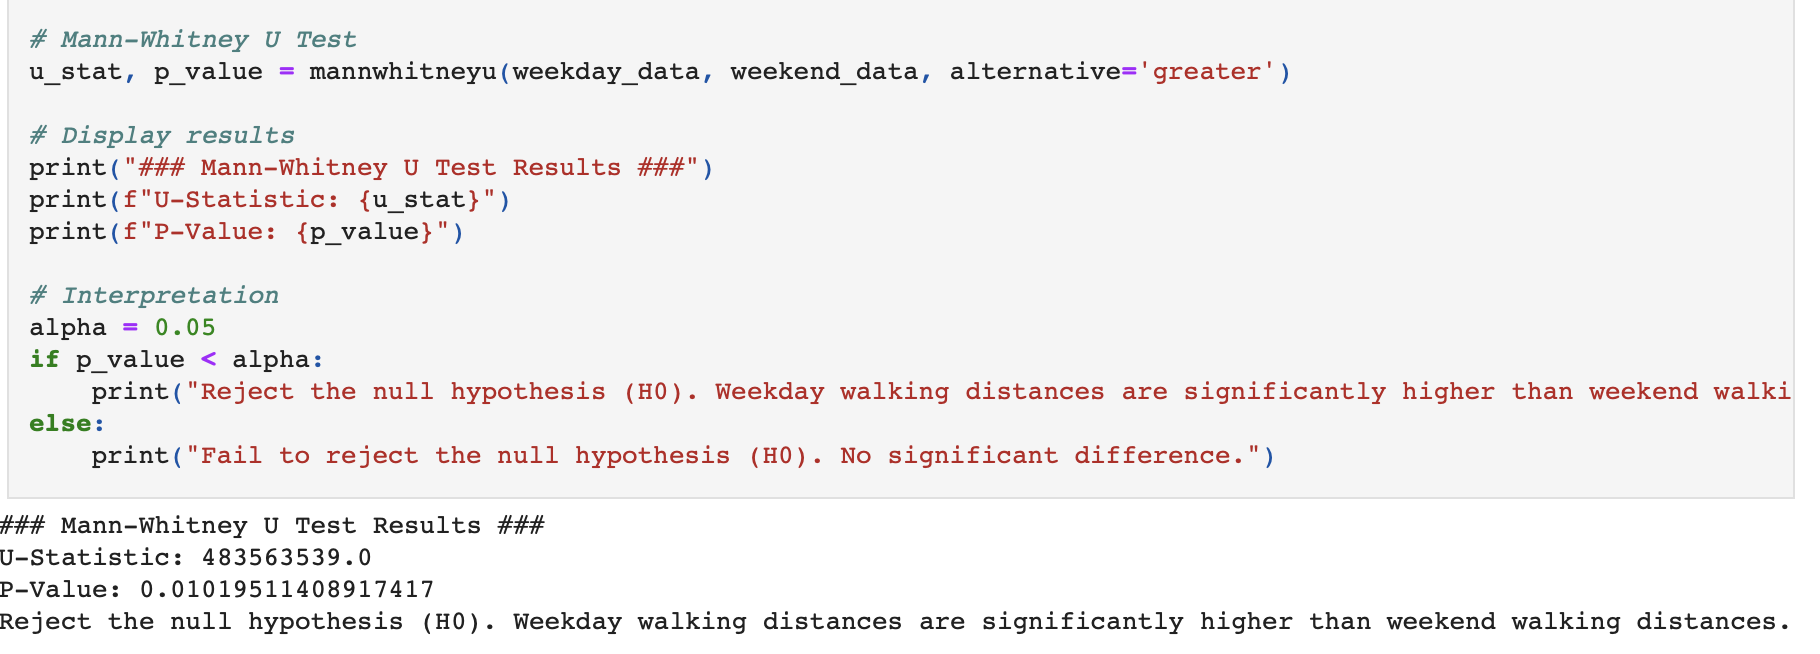 # Mann-Whitney U Test
u_stat, p_value = mannwhitneyu(weekday_data, weekend_data, alternative='greater')
# Display results
print("### Mann-Whitney U Test Results ###")
print(f"U-Statistic: {u_stat}")
print(f"P-Value: {p_value}")
# Interpretation
alpha = 0.05
if p_value < alpha:
    print("Reject the null hypothesis (H0). Weekday walking distances are significantly higher than weekend walki
else:
    print("Fail to reject the null hypothesis (H0). No significant difference.")
### Mann-Whitney U Test Results ###
U-Statistic: 483563539.0
P-Value: 0.01019511408917417
Reject the null hypothesis (H0). Weekday walking distances are significantly higher than weekend walking distances.